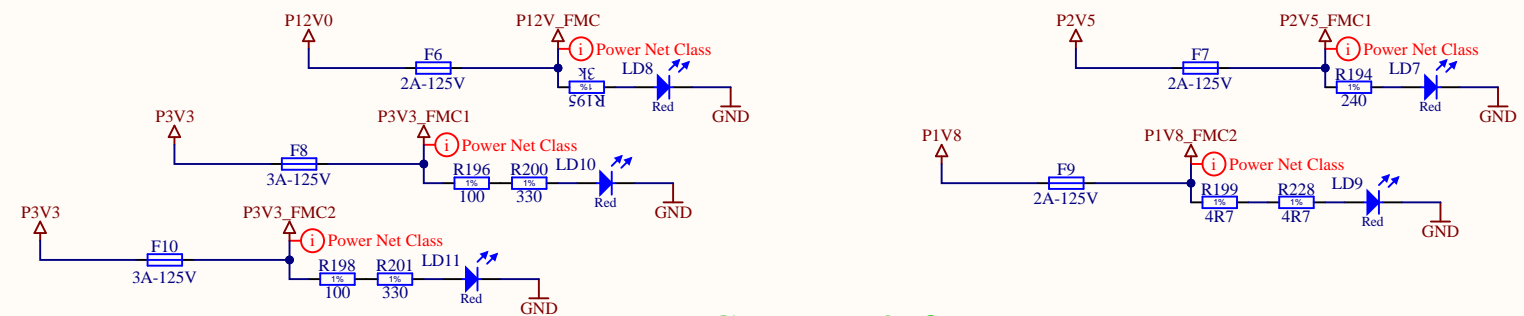 P12V0
P12V_FMC
i Power Net Class
F6
2A-125V
3k
1%
R195
LD8
Red
GND
P2V5
P2V5_FMC1
i Power Net Class
F7
2A-125V
R194
1%
240
LD7
Red
GND
P3V3
P3V3_FMC1
i Power Net Class
F8
3A-125V
R196
1%
100
R200
1%
330
LD10
Red
GND
P1V8
P1V8_FMC2
i Power Net Class
F9
2A-125V
R199
1%
4R7
R228
1%
4R7
LD9
Red
GND
P3V3
P3V3_FMC2
i Power Net Class
F10
3A-125V
R198
1%
100
R201
1%
330
LD11
Red
GND